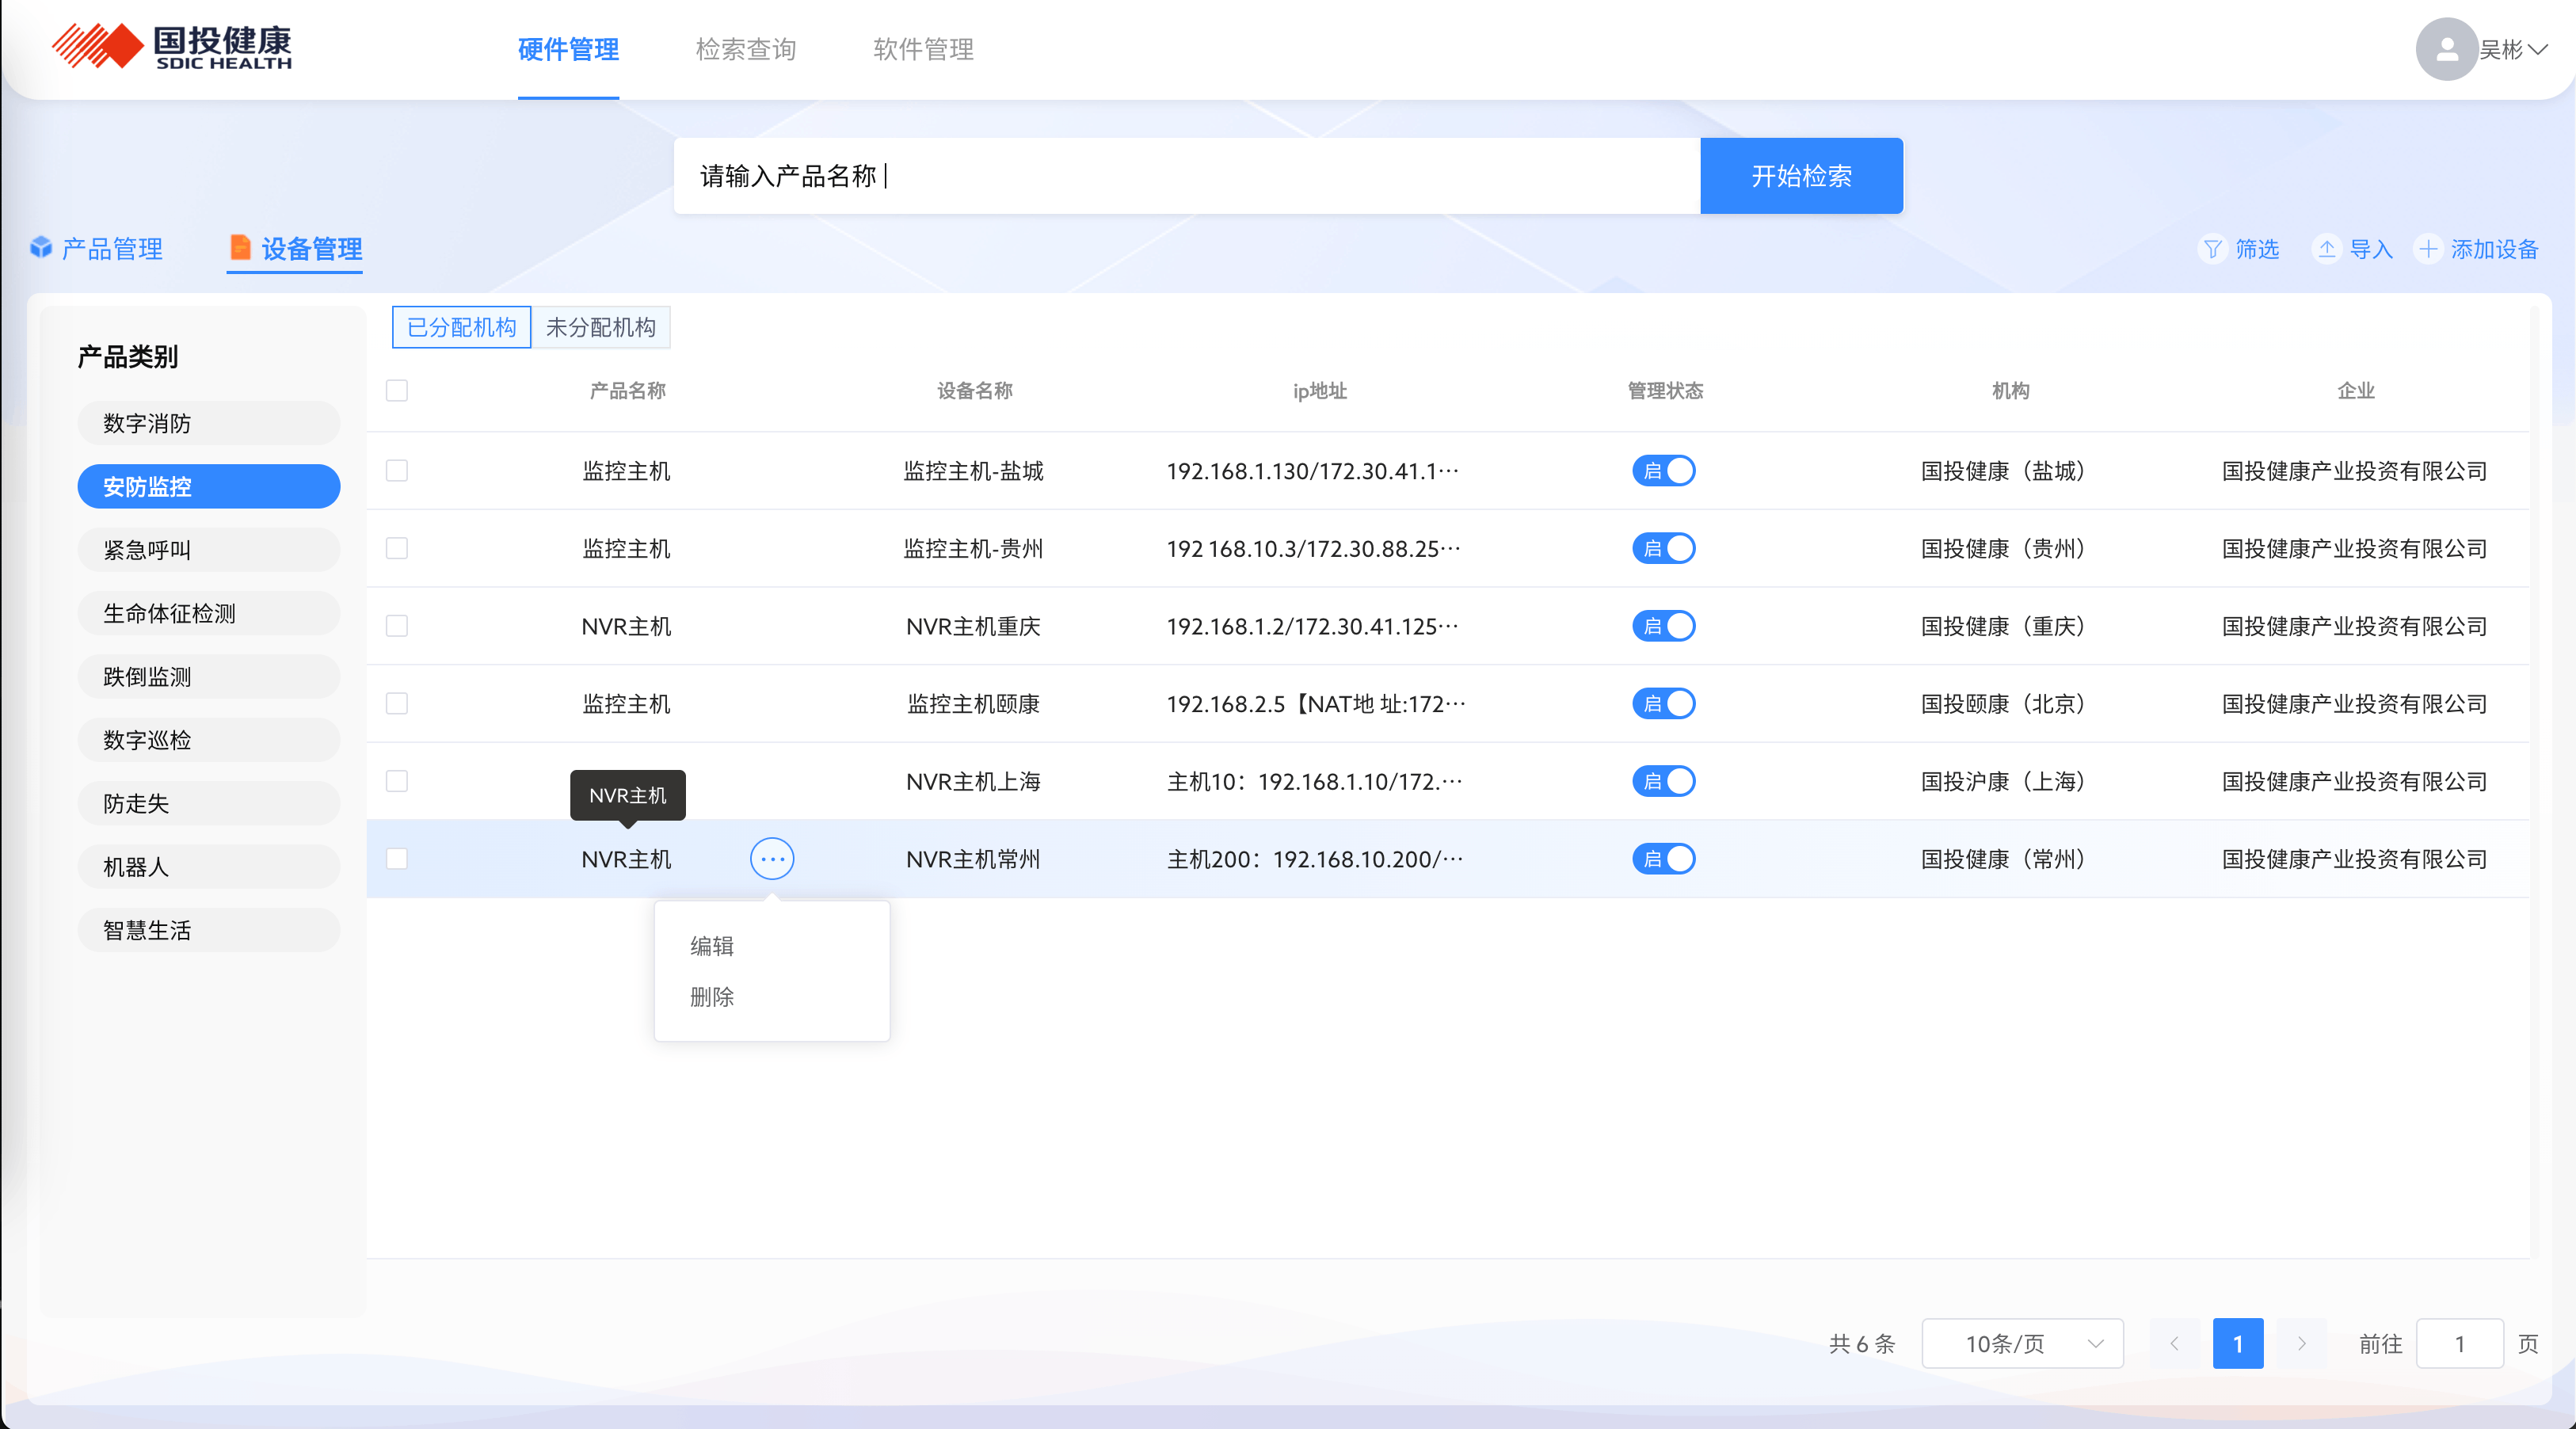 国投健康
SDIC HEALTH
硬件管理 检索查询 软件管理
吴彬
请输入产品名称
开始检索
产品管理 设备管理
筛选 导入 添加设备
产品类别
数字消防
安防监控
紧急呼叫
生命体征检测
跌倒监测
数字巡检
防走失
机器人
智慧生活
已分配机构 未分配机构
产品名称 设备名称 ip地址 管理状态 机构 企业
监控主机 监控主机-盐城 192.168.1.130/172.30.41.1… 启 国投健康（盐城） 国投健康产业投资有限公司
监控主机 监控主机-贵州 192 168.10.3/172.30.88.25… 启 国投健康（贵州） 国投健康产业投资有限公司
NVR主机 NVR主机重庆 192.168.1.2/172.30.41.125… 启 国投健康（重庆） 国投健康产业投资有限公司
监控主机 监控主机颐康 192.168.2.5【NAT地 址:172… 启 国投颐康（北京） 国投健康产业投资有限公司
NVR主机上海 主机10：192.168.1.10/172.… 启 国投沪康（上海） 国投健康产业投资有限公司
NVR主机
NVR主机 NVR主机常州 主机200：192.168.10.200/… 启 国投健康（常州） 国投健康产业投资有限公司
编辑
删除
共 6 条 10条/页 1 前往 1 页